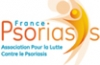 France
Psoriasis
Association Pour la Lutte
Contre le Psoriasis